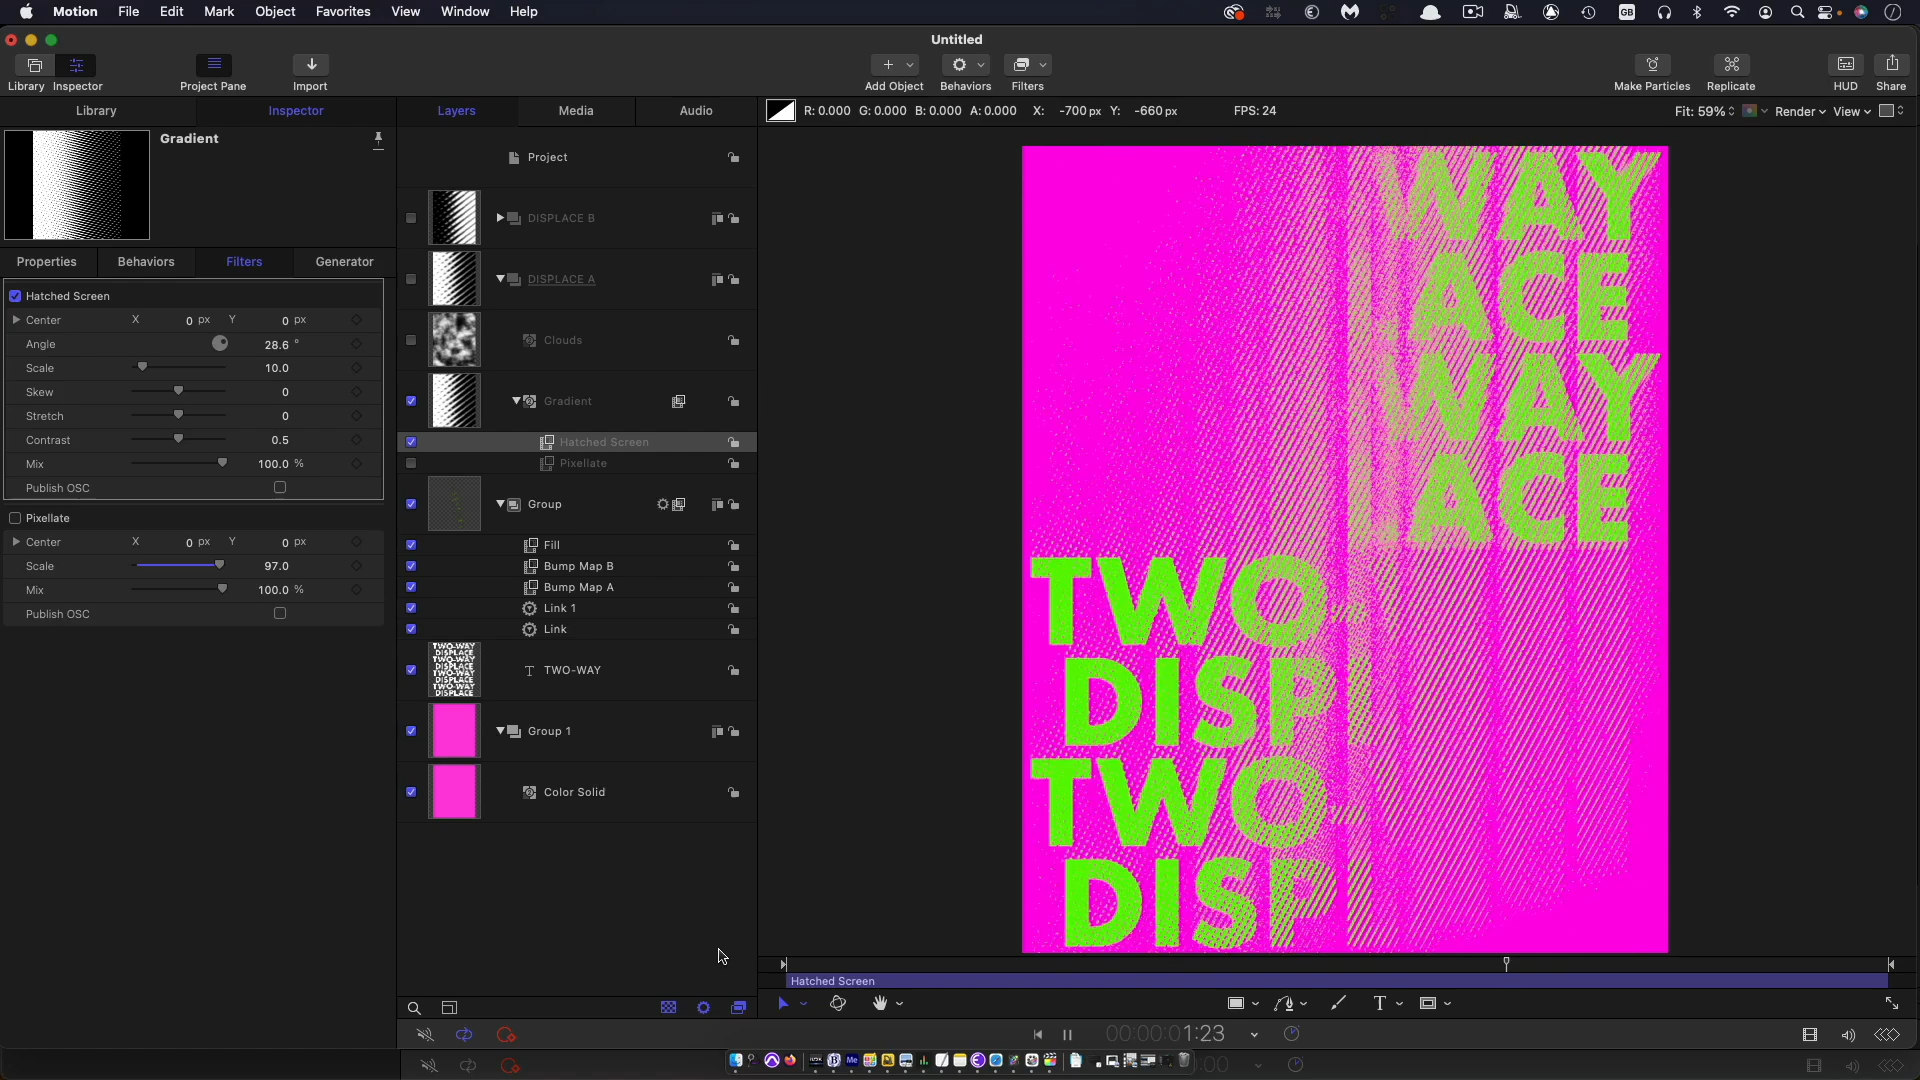 Motion File Edit Mark Object Favorites View Window Help
Untitled
Library Inspector Project Pane Import Add Object Behaviors Filters Make Particles Replicate HUD Share
Library Inspector Layers Media Audio R: 0.000 G: 0.000 B: 0.000 A: 0.000 X: -700 px Y: -660 px FPS: 24 Fit: 59% Render View
Gradient
Properties Behaviors Filters Generator
Hatched Screen
Center X 0 px Y 0 px
Angle 28.6 °
Scale 10.0
Skew 0
Stretch 0
Contrast 0.5
Mix 100.0 %
Publish OSC
Pixellate
Center X 0 px Y 0 px
Scale 97.0
Mix 100.0 %
Publish OSC
Project
DISPLACE B
DISPLACE A
Clouds
Gradient
Hatched Screen
Pixellate
Group
Fill
Bump Map B
Bump Map A
Link 1
Link
TWO-WAY
DISPLACE
TWO-WAY
Group 1
Color Solid
WAY
ACE
WAY
ACE
TWO-
DISPL
TWO-
DISP
Hatched Screen
00:00:01:23